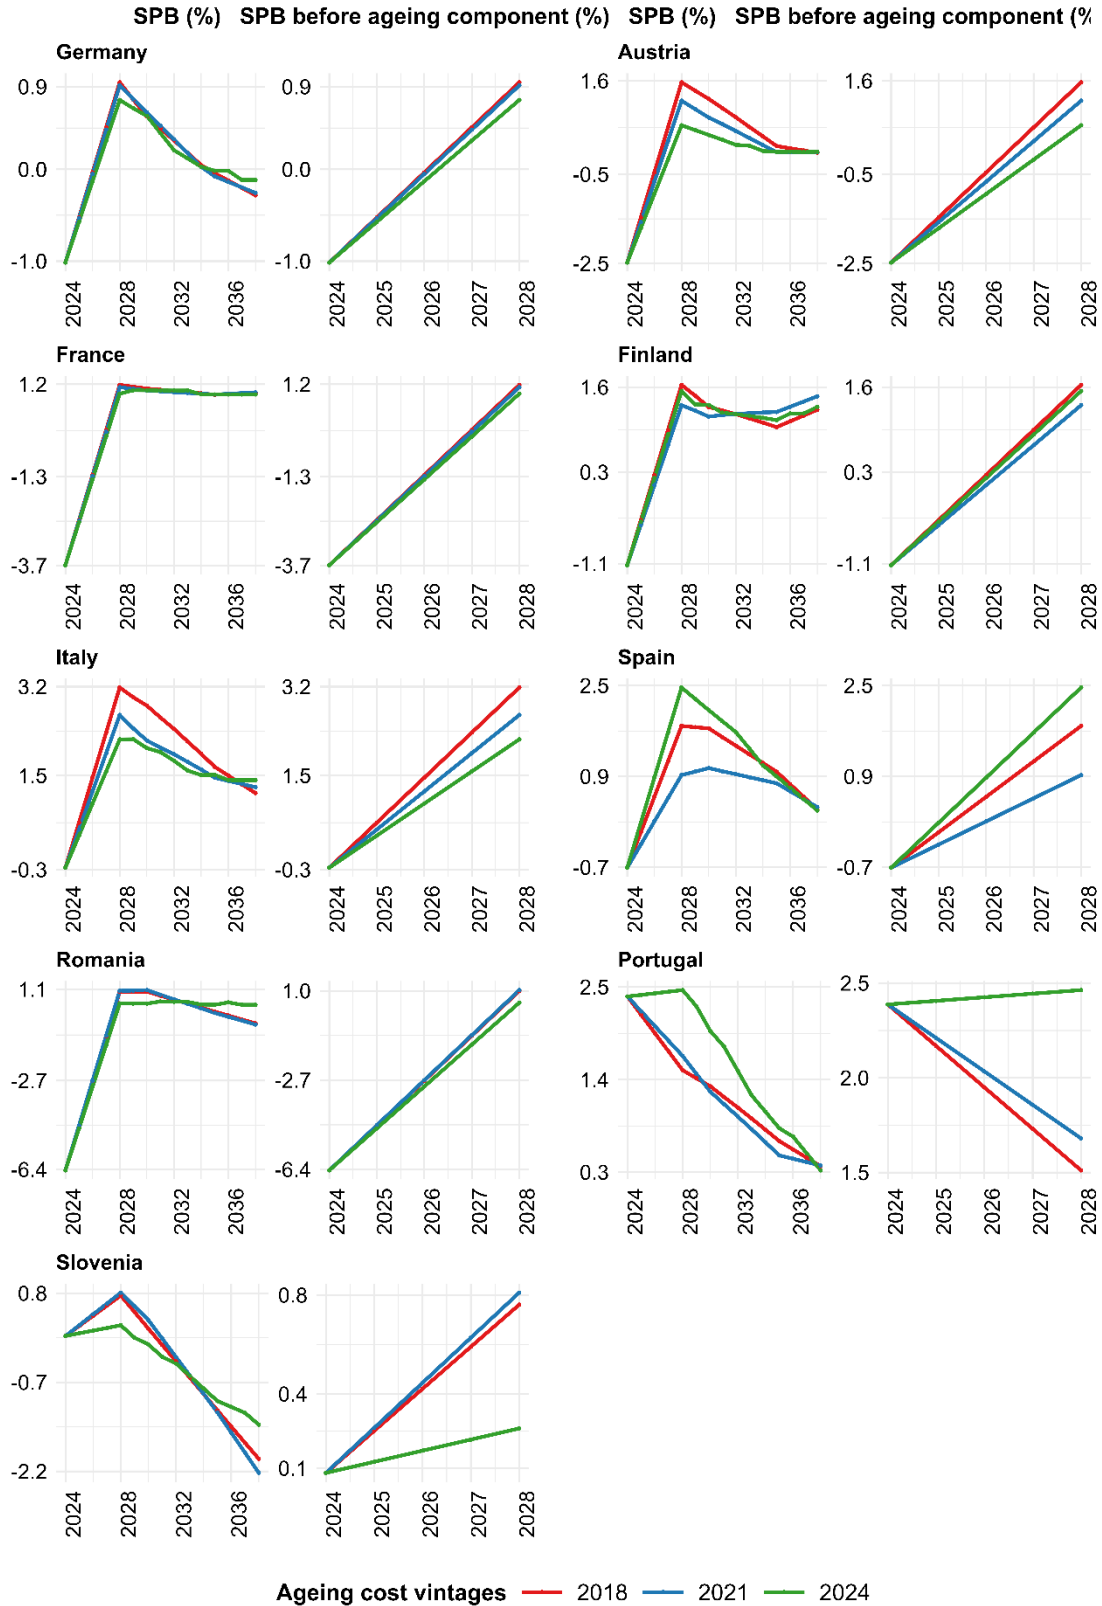 SPB (%) SPB before ageing component (%) SPB (%) SPB before ageing component (%
Germany Austria
0.9 0.9 1.6 1.6
0.0 0.0 -0.5 -0.5
-1.0 -1.0 -2.5 -2.5
2024 2028 2032 2036 2024 2025 2026 2027 2028 2024 2028 2032 2036 2024 2025 2026 2027 2028
France Finland
1.2 1.2 1.6 1.6
-1.3 -1.3 0.3 0.3
-3.7 -3.7 -1.1 -1.1
2024 2028 2032 2036 2024 2025 2026 2027 2028 2024 2028 2032 2036 2024 2025 2026 2027 2028
Italy Spain
3.2 3.2 2.5 2.5
1.5 1.5 0.9 0.9
-0.3 -0.3 -0.7 -0.7
2024 2028 2032 2036 2024 2025 2026 2027 2028 2024 2028 2032 2036 2024 2025 2026 2027 2028
Romania Portugal
1.1 1.0 2.5 2.5
-2.7 -2.7 1.4 2.0
-6.4 -6.4 0.3 1.5
2024 2028 2032 2036 2024 2025 2026 2027 2028 2024 2028 2032 2036 2024 2025 2026 2027 2028
Slovenia
0.8 0.8
-0.7 0.4
-2.2 0.1
2024 2028 2032 2036 2024 2025 2026 2027 2028
Ageing cost vintages 2018 2021 2024